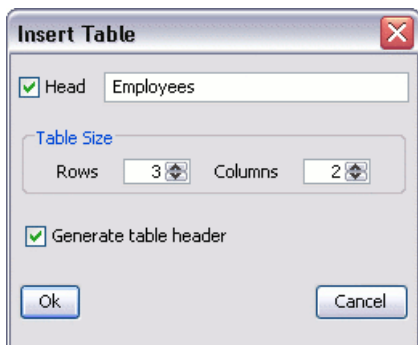 Insert Table
Head Employees
Table Size
Rows 3 Columns 2
Generate table header
Ok Cancel